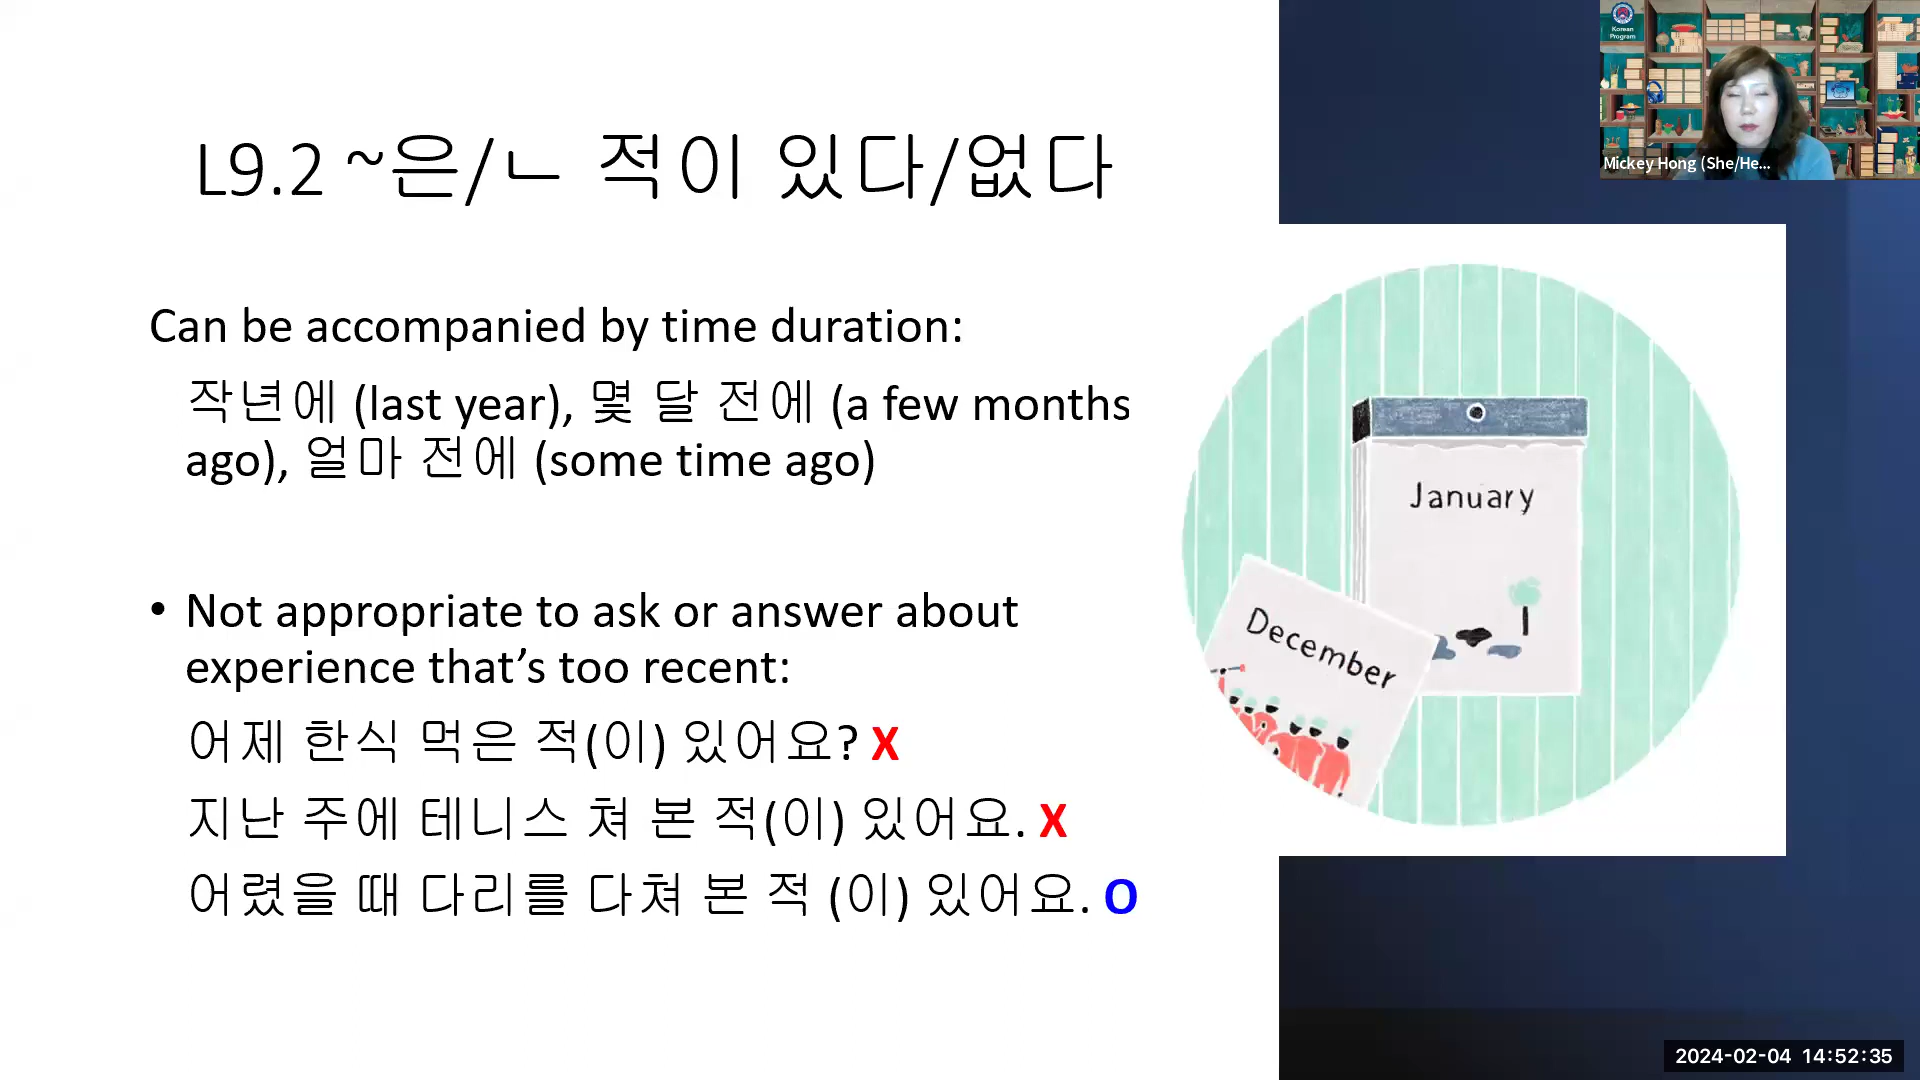 L9.2 ~은/ㄴ 적이 있다/없다
Can be accompanied by time duration:
작년에 (last year), 몇 달 전에 (a few months
ago), 얼마 전에 (some time ago)
• Not appropriate to ask or answer about
experience that’s too recent:
어제 한식 먹은 적(이) 있어요? X
지난 주에 테니스 쳐 본 적(이) 있어요. X
어렸을 때 다리를 다쳐 본 적 (이) 있어요. O
January
December
Korean
Program
Mickey Hong (She/He...
2024-02-04 14:52:35